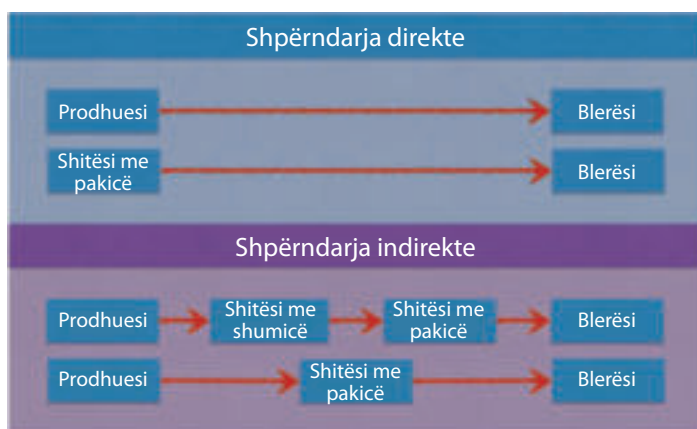 Shpërndarja direkte
Prodhuesi
Blerësi
Shitësi me
pakicë
Blerësi
Shpërndarja indirekte
Prodhuesi
Shitësi me
shumicë
Shitësi me
pakicë
Blerësi
Prodhuesi
Shitësi me
pakicë
Blerësi